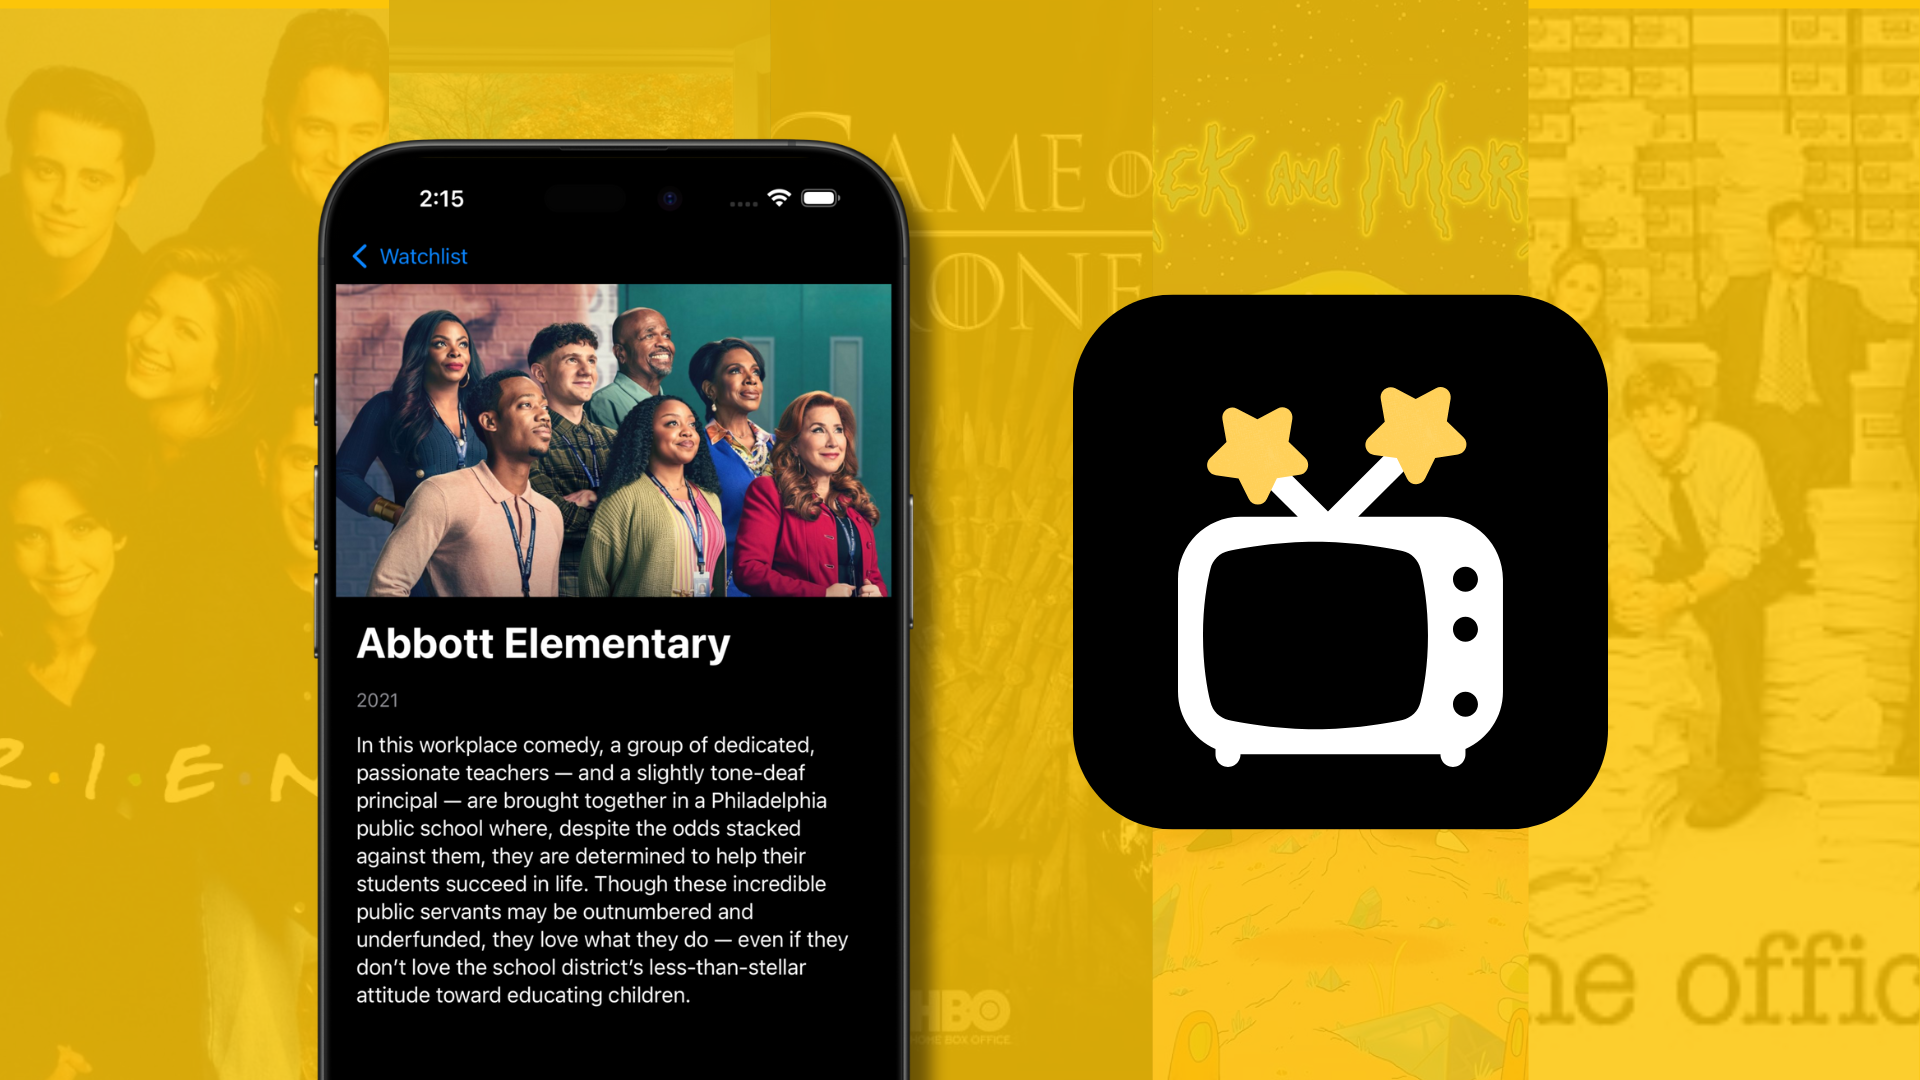 2:15
Watchlist
Abbott Elementary
2021
In this workplace comedy, a group of dedicated,
passionate teachers — and a slightly tone-deaf
principal — are brought together in a Philadelphia
public school where, despite the odds stacked
against them, they are determined to help their
students succeed in life. Though these incredible
public servants may be outnumbered and
underfunded, they love what they do — even if they
don’t love the school district’s less-than-stellar
attitude toward educating children.
R·I·E·N
GAME O
RONE
HBO
HOME BOX OFFICE
ck AND Mor
he offic